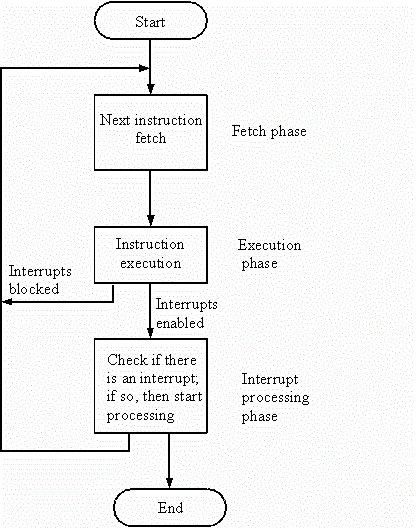 Start
Next instruction
fetch
Fetch phase
Instruction
execution
Execution
phase
Interrupts
blocked
Interrupts
enabled
Check if there
is an interrupt;
if so, then start
processing
Interrupt
processing
phase
End